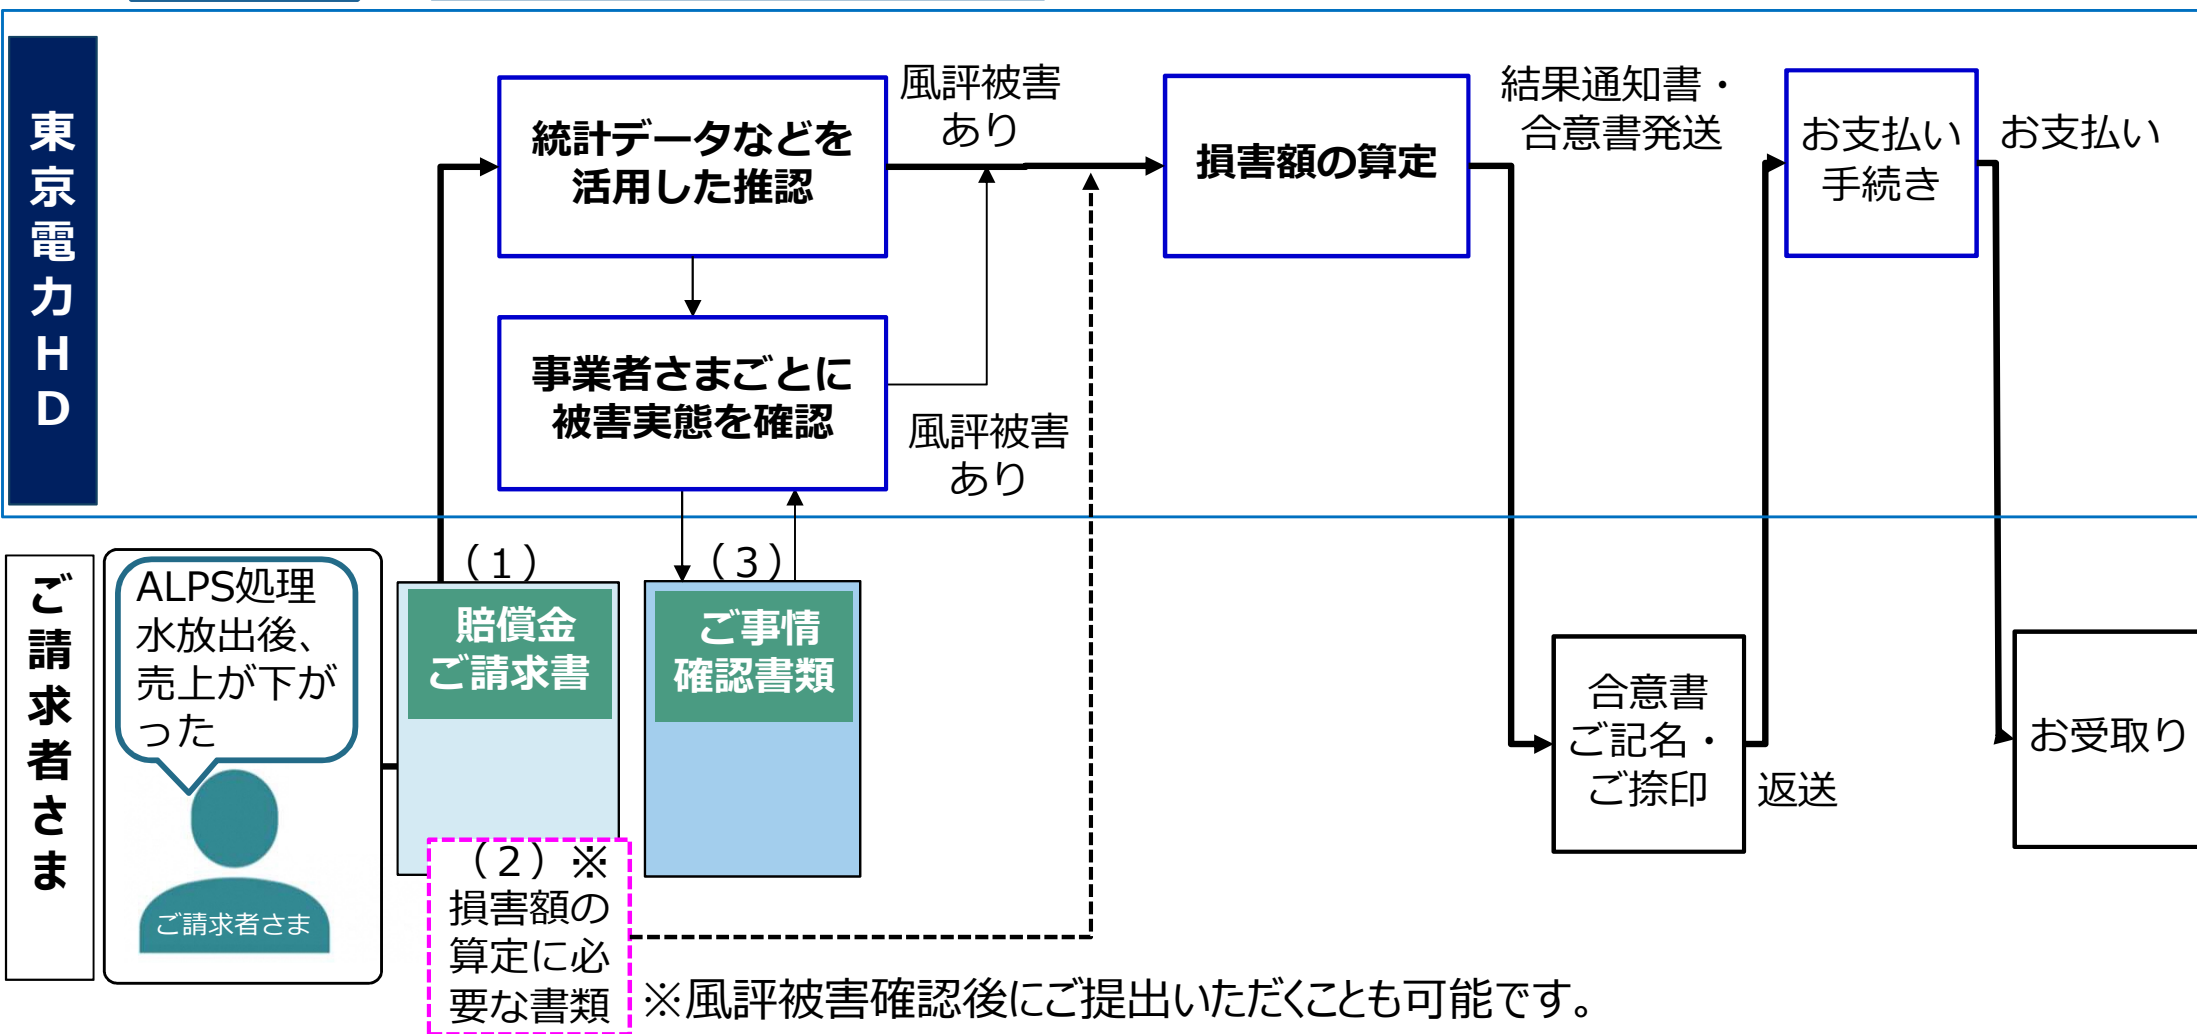 東京電力HD
統計データなどを
活用した推認
風評被害
あり
損害額の算定
結果通知書・
合意書発送
お支払い
手続き
お支払い
事業者さまごとに
被害実態を確認
風評被害
あり
ご請求者さま
ALPS処理
水放出後、
売上が下が
った
ご請求者さま
（1）
賠償金
ご請求書
（3）
ご事情
確認書類
（2）※
損害額の
算定に必
要な書類
合意書
ご記名・
ご捺印
返送
お受取り
※風評被害確認後にご提出いただくことも可能です。